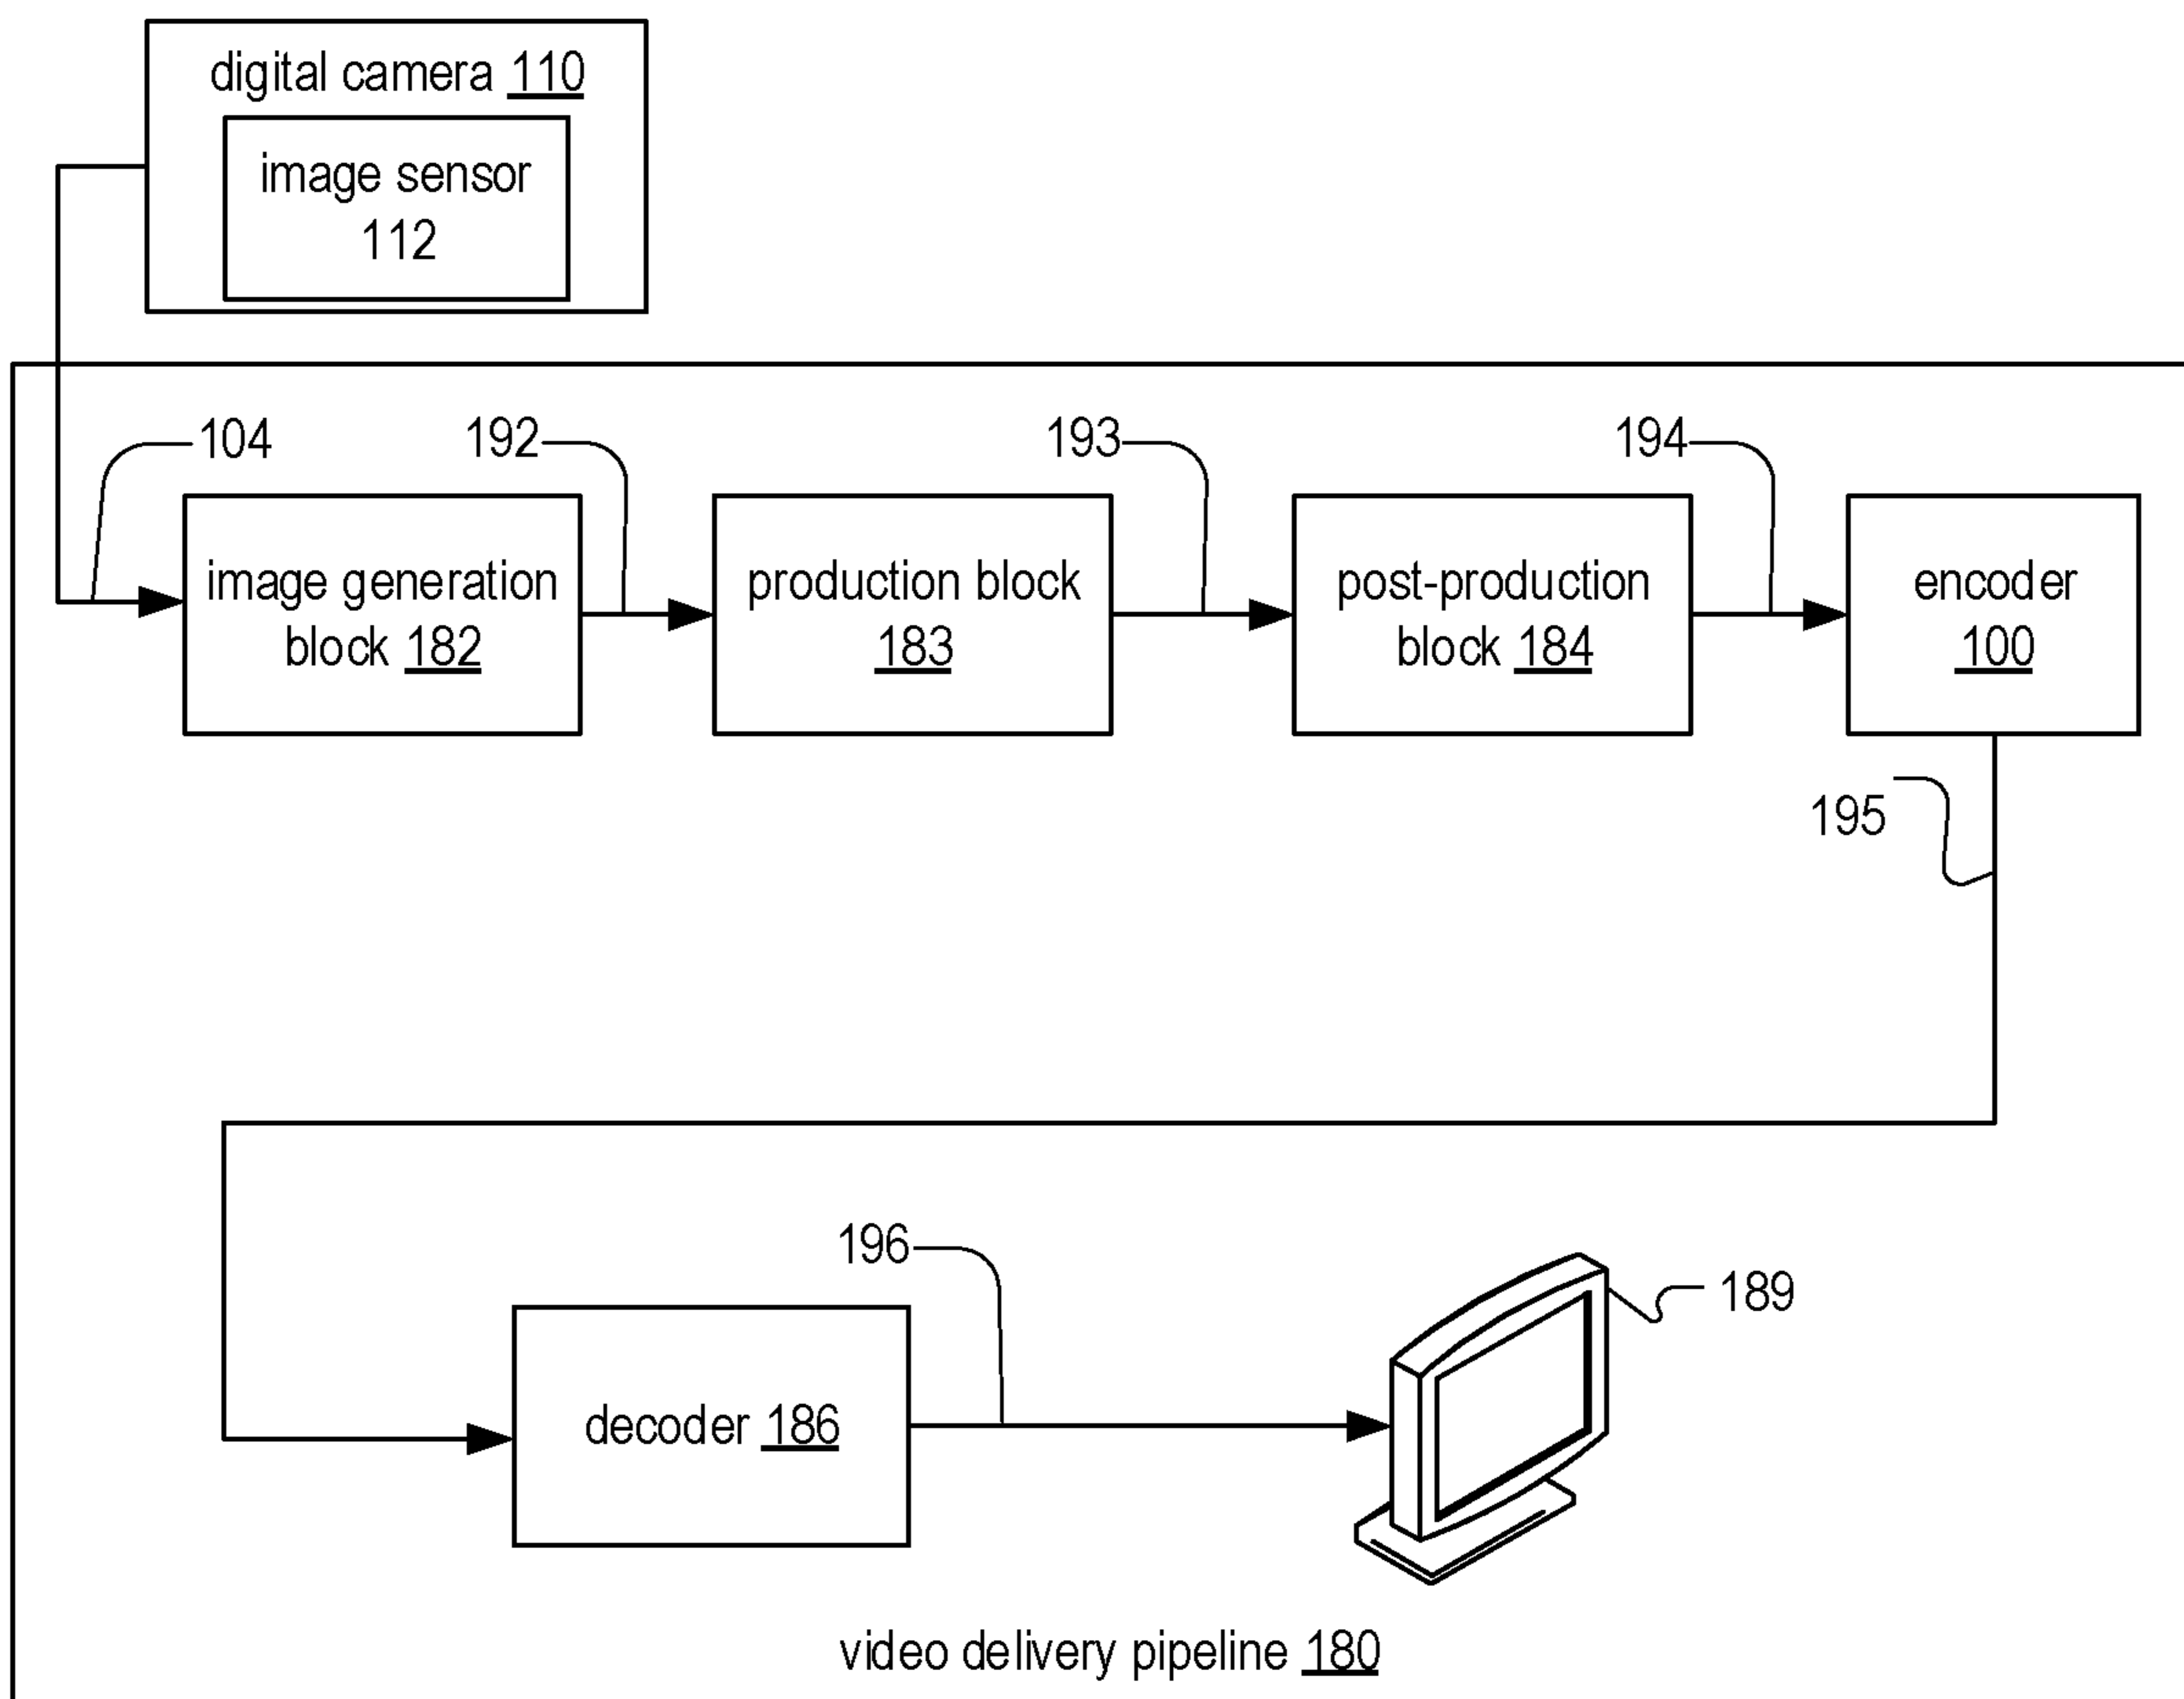 digital camera 110
image sensor
112
104
192
193
194
image generation
block 182
production block
183
post-production
block 184
encoder
100
195
196
189
decoder 186
video delivery pipeline 180